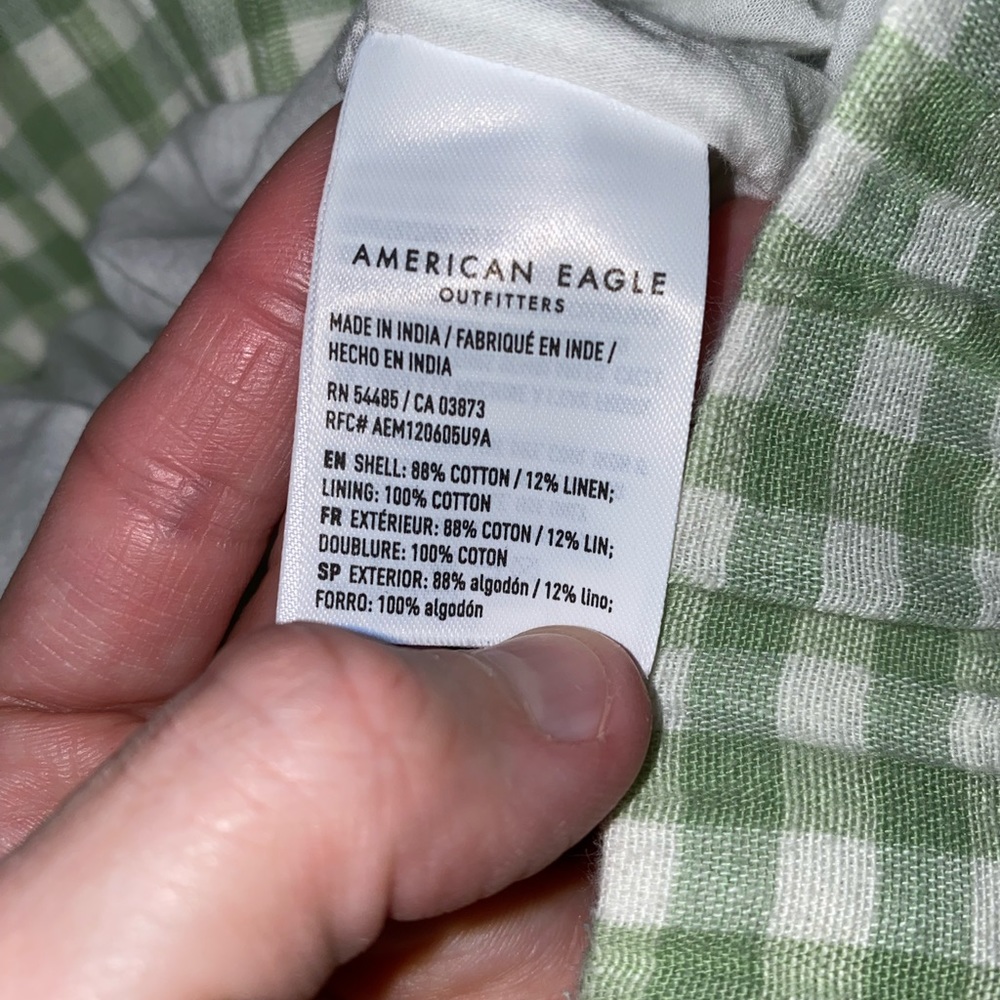 AMERICAN EAGLE
OUTFITTERS
MADE IN INDIA / FABRIQUÉ EN INDE /
HECHO EN INDIA
RN 54485 / CA 03873
RFC# AEM120605U9A
EN SHELL: 88% COTTON / 12% LINEN;
LINING: 100% COTTON
FR EXTÉRIEUR: 88% COTON / 12% LIN;
DOUBLURE: 100% COTON
SP EXTERIOR: 88% algodón / 12% lino;
FORRO: 100% algodón